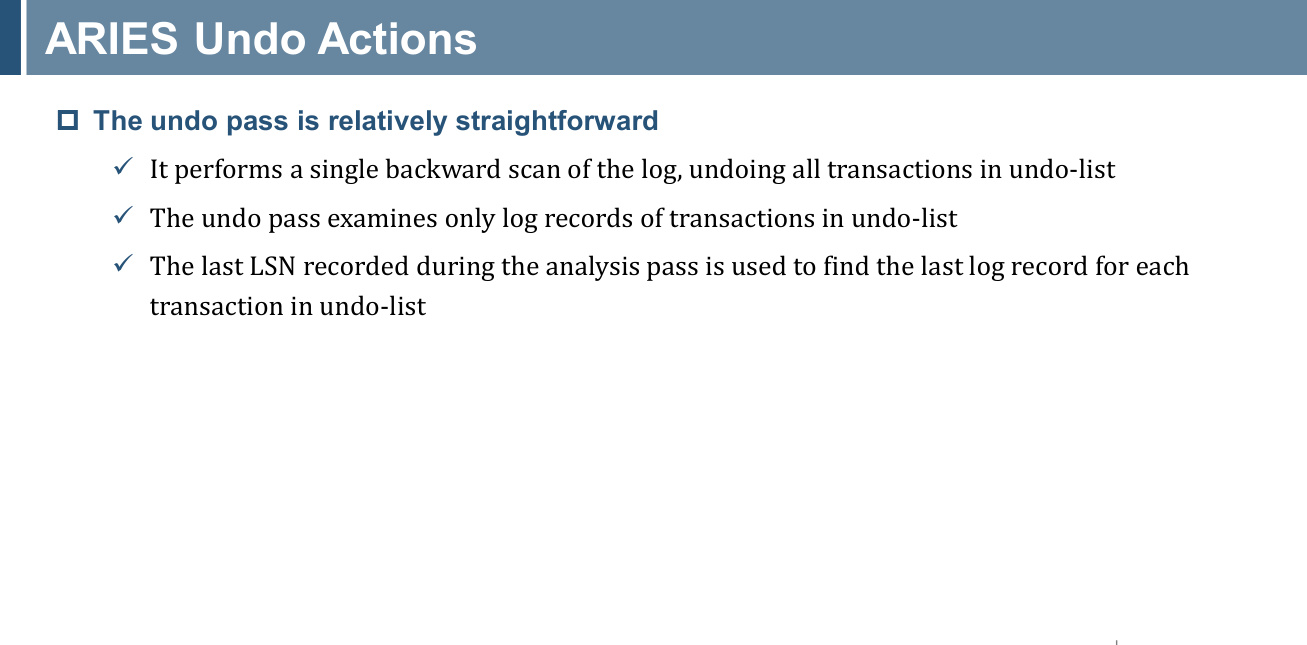 ARIES Undo Actions
The undo pass is relatively straightforward
It performs a single backward scan of the log, undoing all transactions in undo-list
The undo pass examines only log records of transactions in undo-list
The last LSN recorded during the analysis pass is used to find the last log record for each
transaction in undo-list